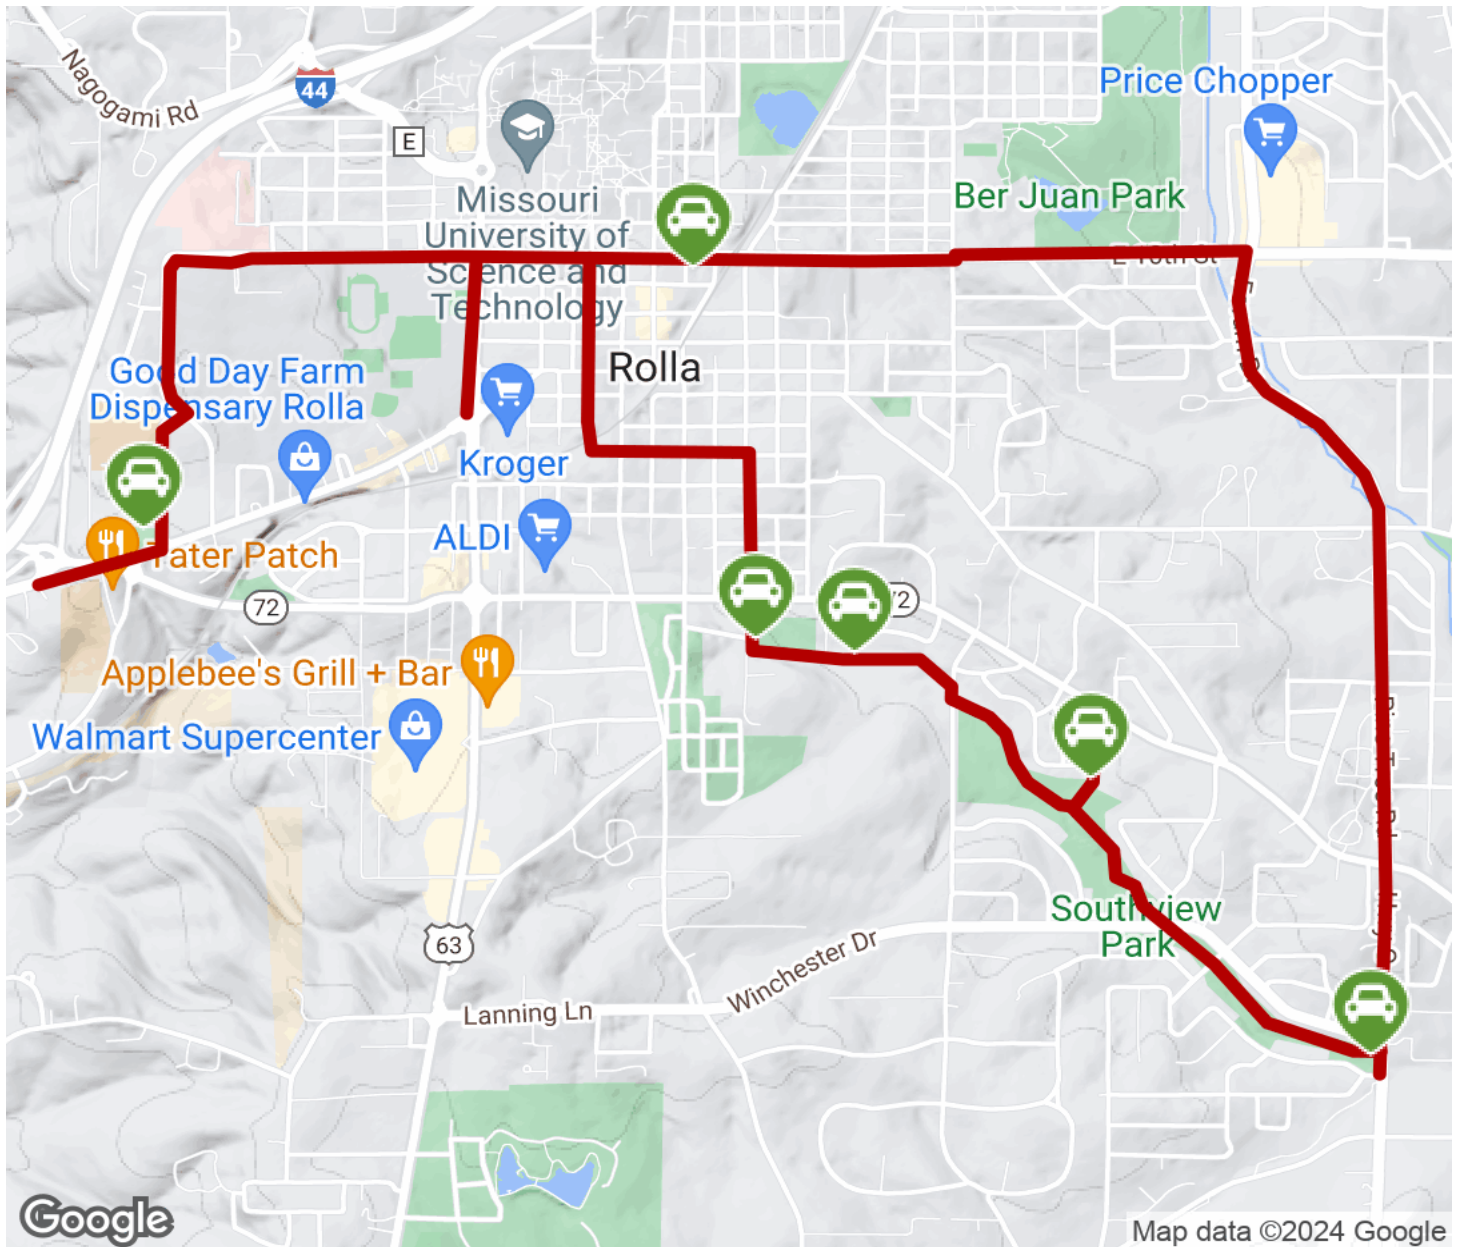 Nagogami Rd
44
E
Price Chopper
Missouri
University of
Science and
Technology
Ber Juan Park
E 10th St
Rolla
Good Day Farm
Dispensary Rolla
Kroger
ALDI
Tater Patch
72
Applebee's Grill + Bar
Walmart Supercenter
Southview
Park
63
Winchester Dr
Lanning Ln
Google
Map data ©2024 Google